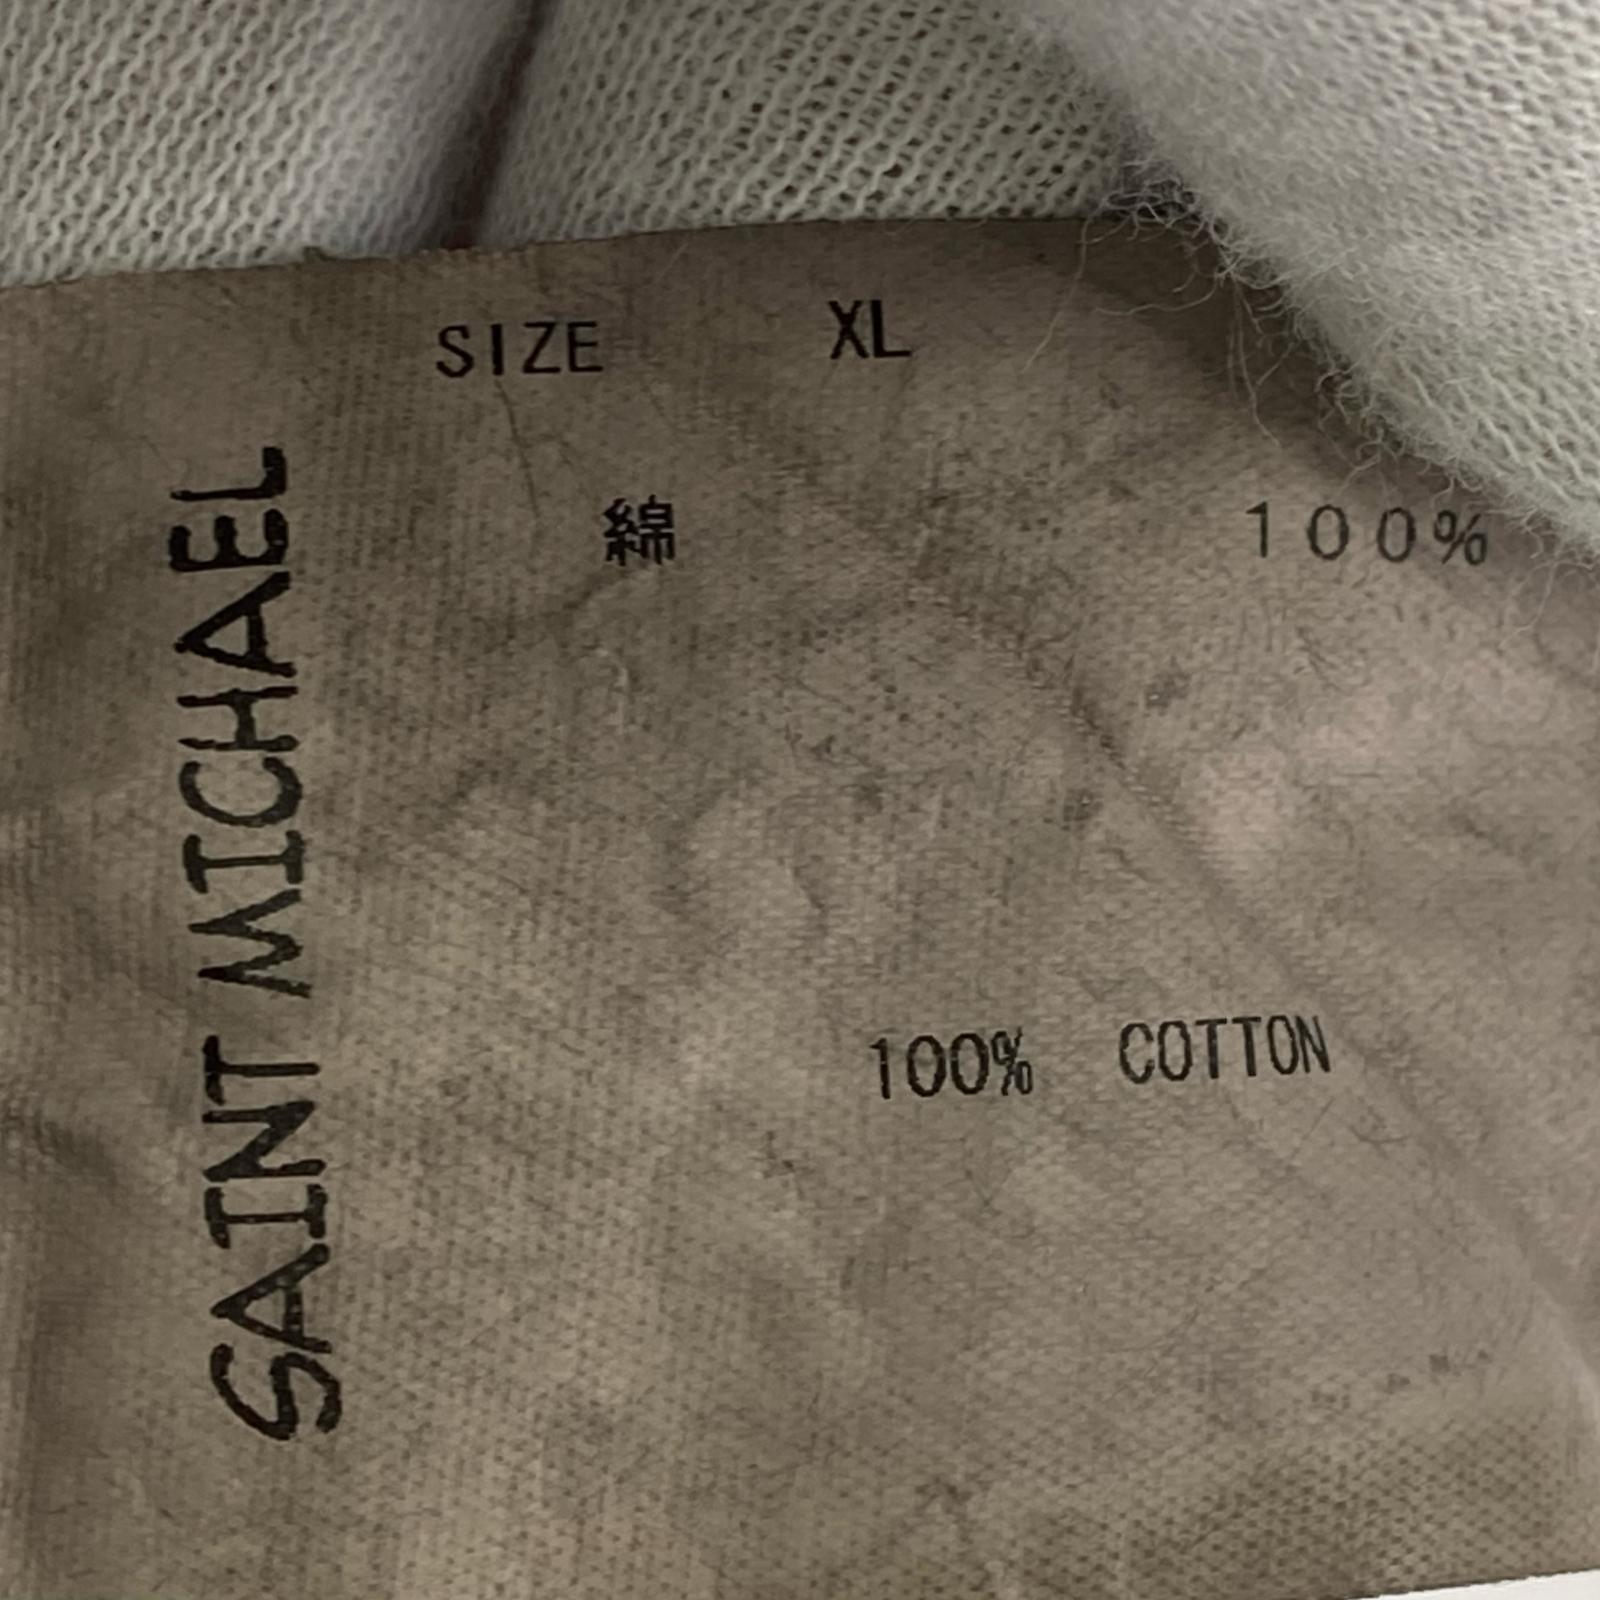 SIZE XL
綿 100%
100% COTTON
SAINT MICHAEL